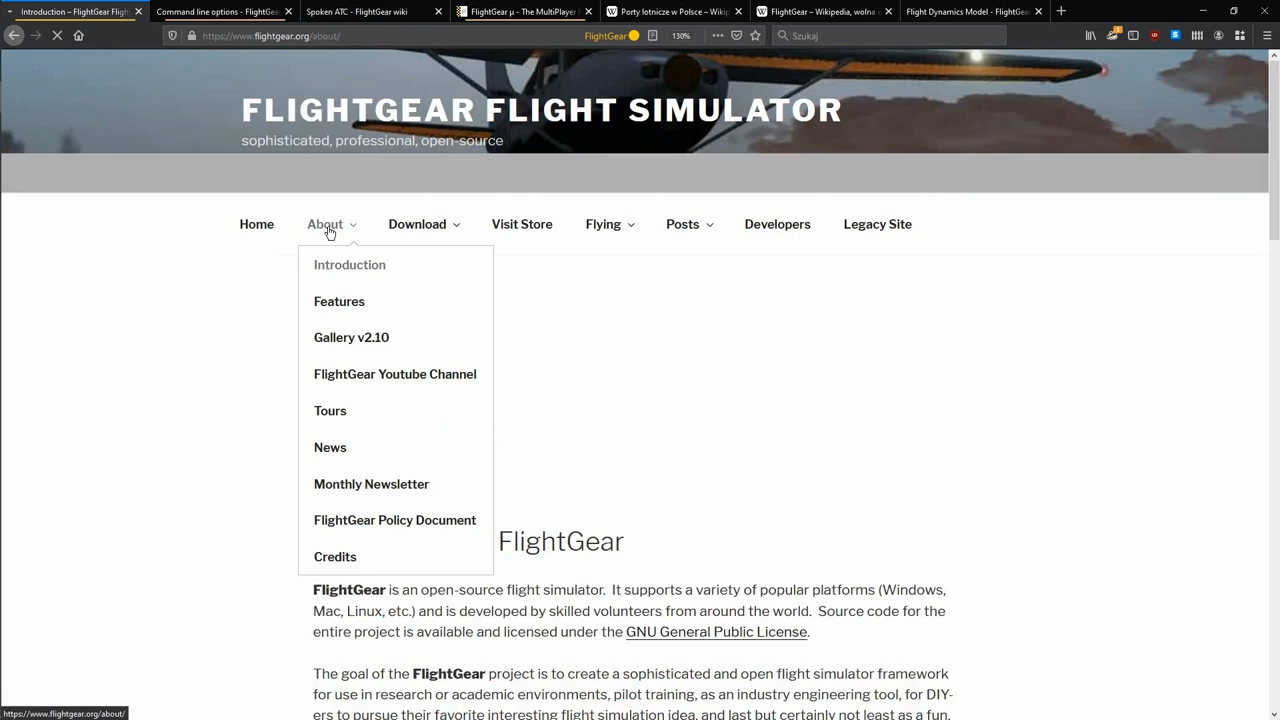 Introduction – FlightGear Fligh
Command line options - FlightGea
Spoken ATC - FlightGear wiki
FlightGear µ - The MultiPlayer
Porty lotnicze w Polsce – Wikip
FlightGear – Wikipedia, wolna
Flight Dynamics Model - FlightGe
https://www.flightgear.org/about/
FlightGear
130%
Szukaj
FLIGHTGEAR FLIGHT SIMULATOR
sophisticated, professional, open-source
Home About Download Visit Store Flying Posts Developers Legacy Site
Introduction
Features
Gallery v2.10
FlightGear Youtube Channel
Tours
News
Monthly Newsletter
FlightGear Policy Document
Credits
FlightGear
FlightGear is an open-source flight simulator. It supports a variety of popular platforms (Windows,
Mac, Linux, etc.) and is developed by skilled volunteers from around the world. Source code for the
entire project is available and licensed under the GNU General Public License.
The goal of the FlightGear project is to create a sophisticated and open flight simulator framework
for use in research or academic environments, pilot training, as an industry engineering tool, for DIY-
ers to pursue their favorite interesting flight simulation idea, and last but certainly not least as a fun,
https://www.flightgear.org/about/